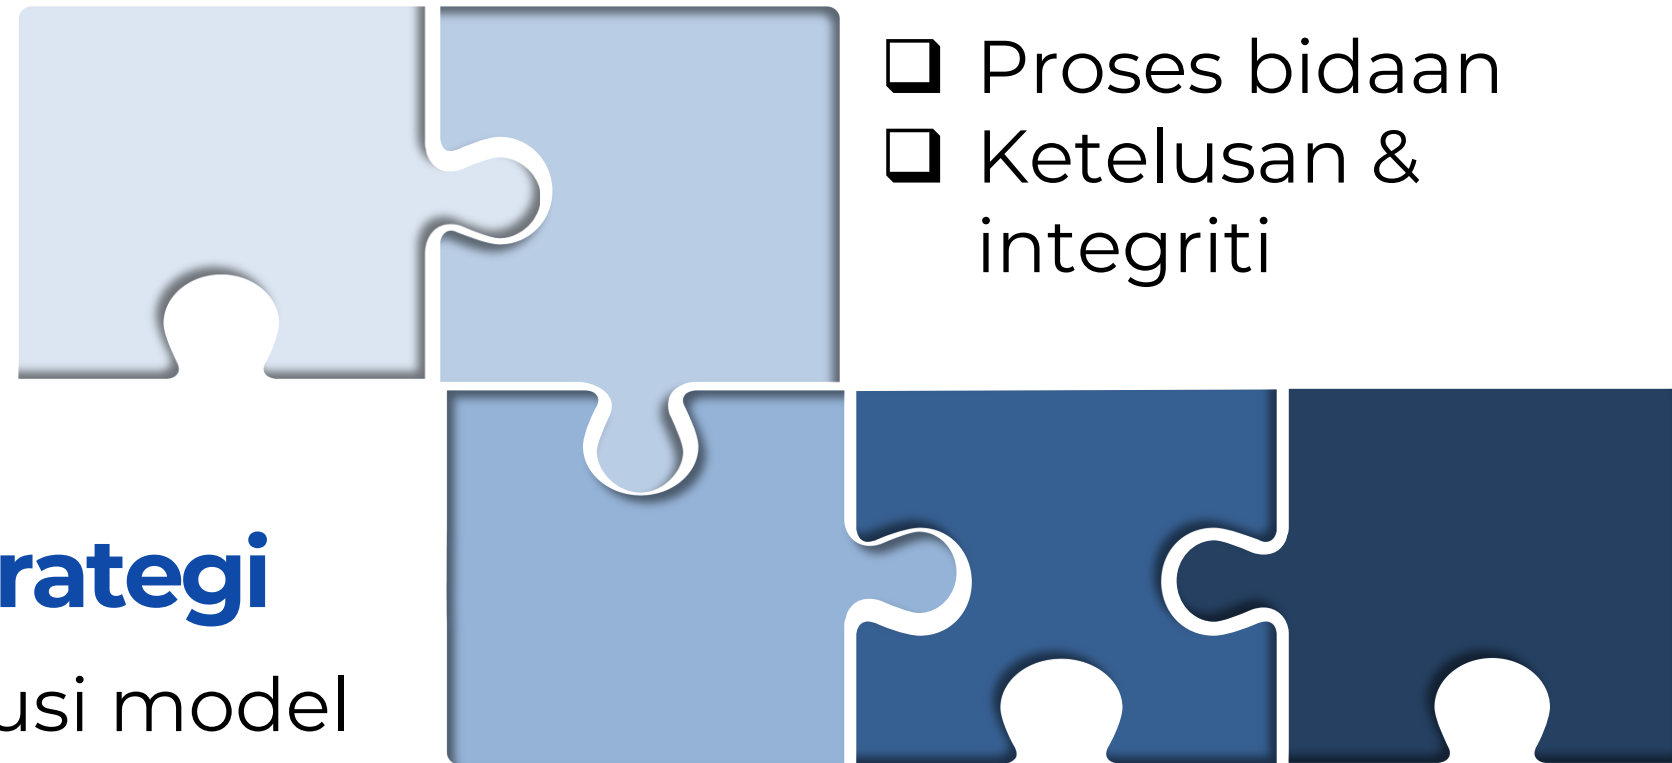 ❑ Proses bidaan
❑ Ketelusan &
integriti
rategi
usi model